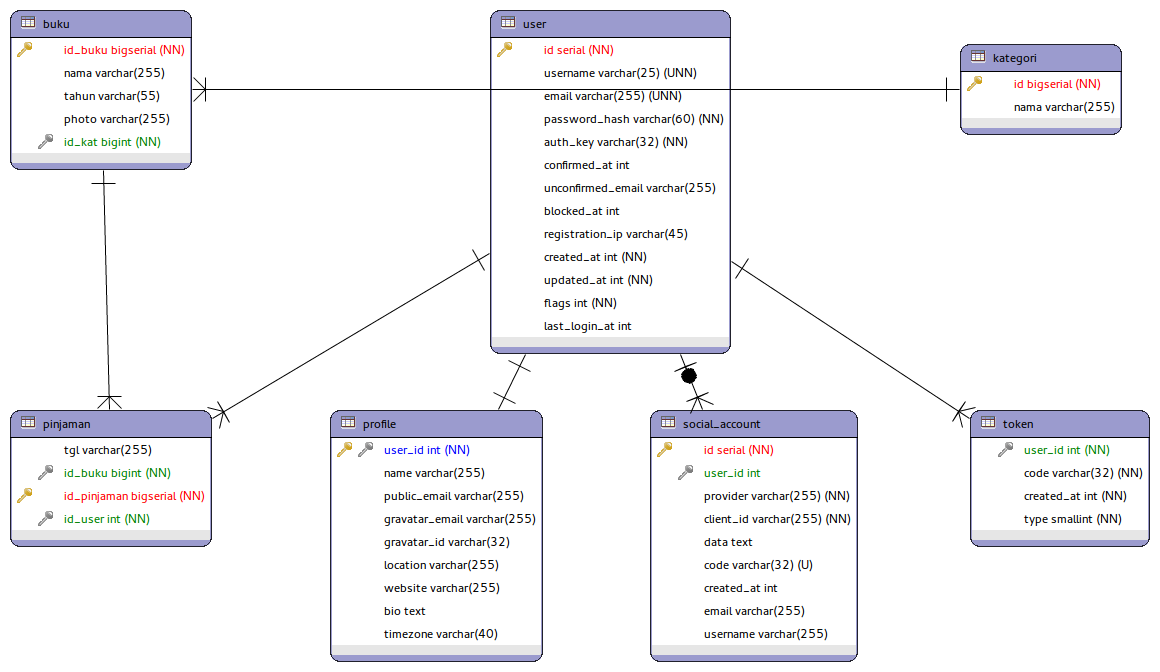 buku
id_buku bigserial (NN)
nama varchar(255)
tahun varchar(55)
photo varchar(255)
id_kat bigint (NN)
user
id serial (NN)
username varchar(25) (UNN)
email varchar(255) (UNN)
password_hash varchar(60) (NN)
auth_key varchar(32) (NN)
confirmed_at int
unconfirmed_email varchar(255)
blocked_at int
registration_ip varchar(45)
created_at int (NN)
updated_at int (NN)
flags int (NN)
last_login_at int
kategori
id bigserial (NN)
nama varchar(255)
pinjaman
tgl varchar(255)
id_buku bigint (NN)
id_pinjaman bigserial (NN)
id_user int (NN)
profile
user_id int (NN)
name varchar(255)
public_email varchar(255)
gravatar_email varchar(255)
gravatar_id varchar(32)
location varchar(255)
website varchar(255)
bio text
timezone varchar(40)
social_account
id serial (NN)
user_id int
provider varchar(255) (NN)
client_id varchar(255) (NN)
data text
code varchar(32) (U)
created_at int
email varchar(255)
username varchar(255)
token
user_id int (NN)
code varchar(32) (NN)
created_at int (NN)
type smallint (NN)